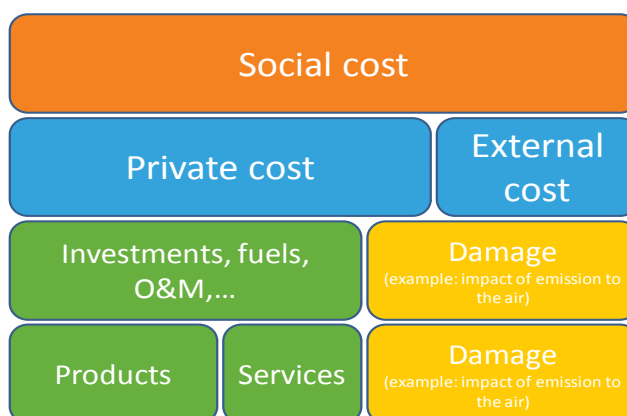 Social cost
Private cost
External
cost
Investments, fuels,
O&M,...
Damage
(example: impact of emission to
the air)
Products
Services
Damage
(example: impact of emission to
the air)